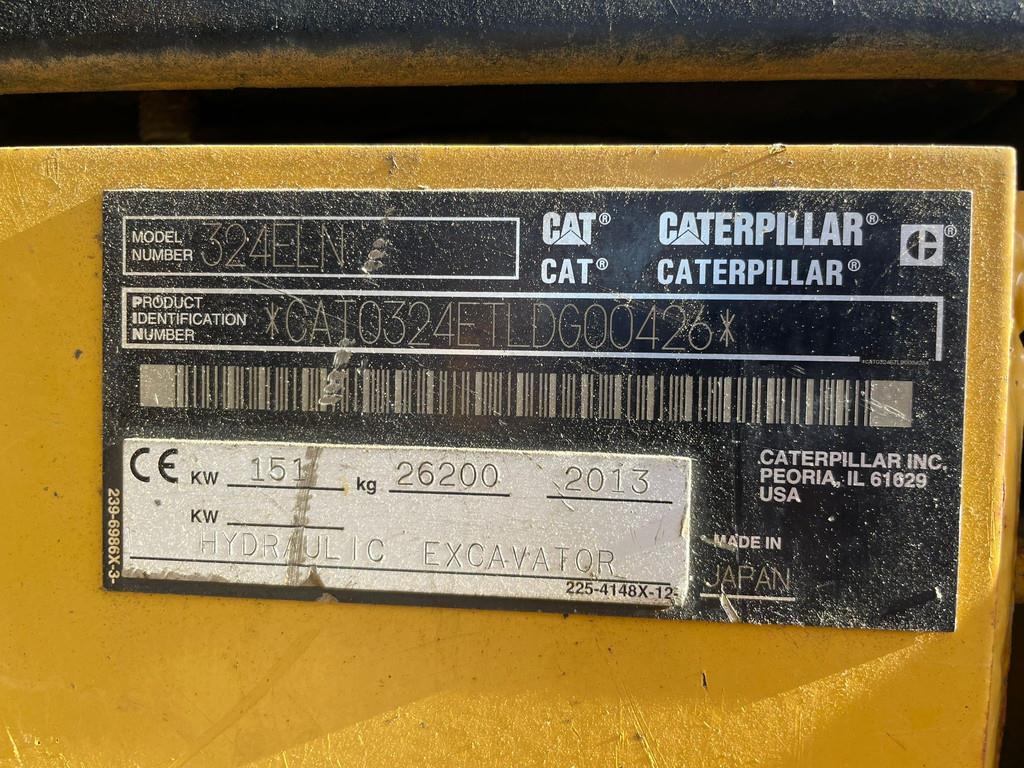 MODEL
NUMBER 324ELN
CAT® CATERPILLAR®
CAT® CATERPILLAR®
PRODUCT
IDENTIFICATION
NUMBER *CAT0324ETLDG00426*
CE KW 151 kg 26200 2013
KW
HYDRAULIC EXCAVATOR
225-4148X-12
239-6986X-3-
CATERPILLAR INC.
PEORIA, IL 61629
USA
MADE IN
JAPAN